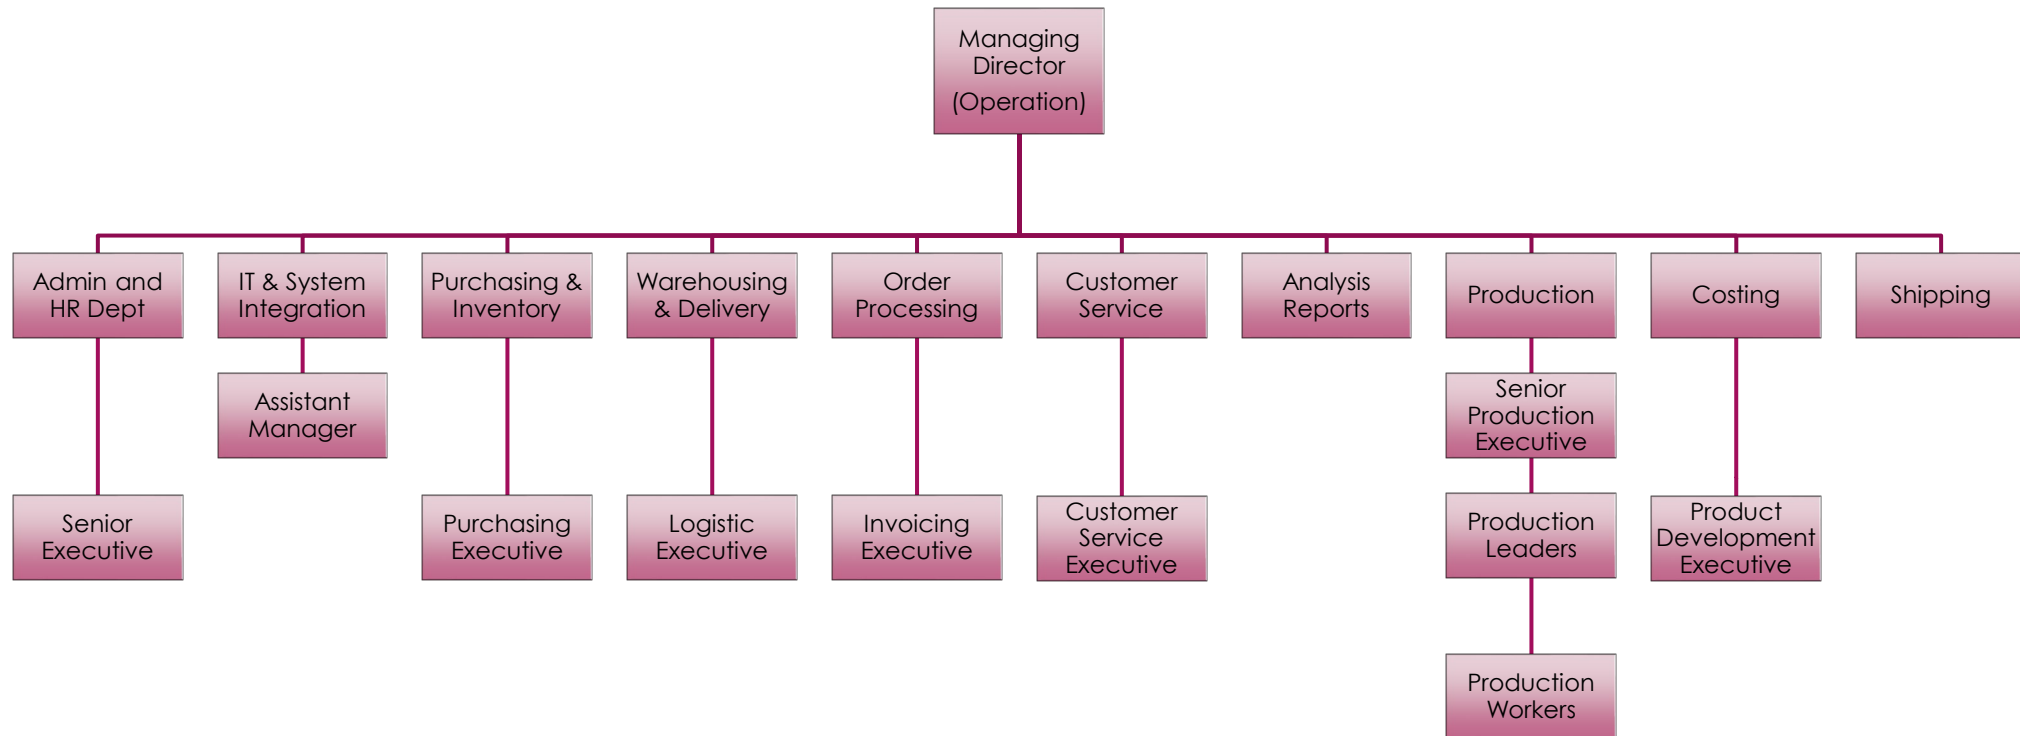 Managing
Director
(Operation)
Admin and
HR Dept
IT & System
Integration
Purchasing &
Inventory
Warehousing
& Delivery
Order
Processing
Customer
Service
Analysis
Reports
Production
Costing
Shipping
Assistant
Manager
Senior
Production
Executive
Senior
Executive
Purchasing
Executive
Logistic
Executive
Invoicing
Executive
Customer
Service
Executive
Production
Leaders
Product
Development
Executive
Production
Workers